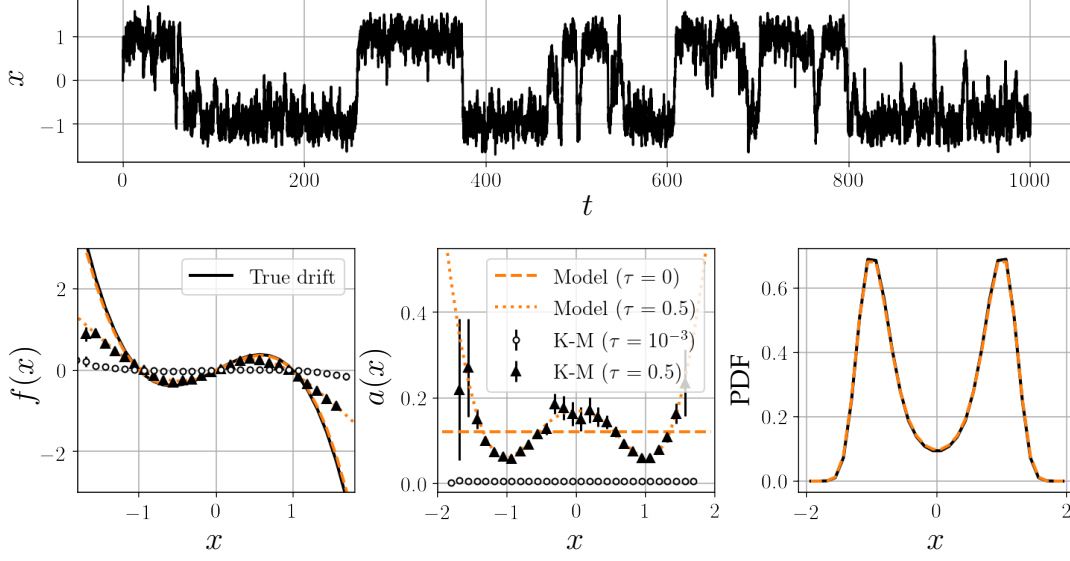 x
1
0
−1
0 200 400 600 800 1000
t
f(x)
2
0
−2
True drift
−1 0 1
x
a(x)
0.4
0.2
0.0
Model (τ = 0)
Model (τ = 0.5)
K-M (τ = 10⁻³)
K-M (τ = 0.5)
−2 −1 0 1 2
x
PDF
0.6
0.4
0.2
0.0
−2 0 2
x